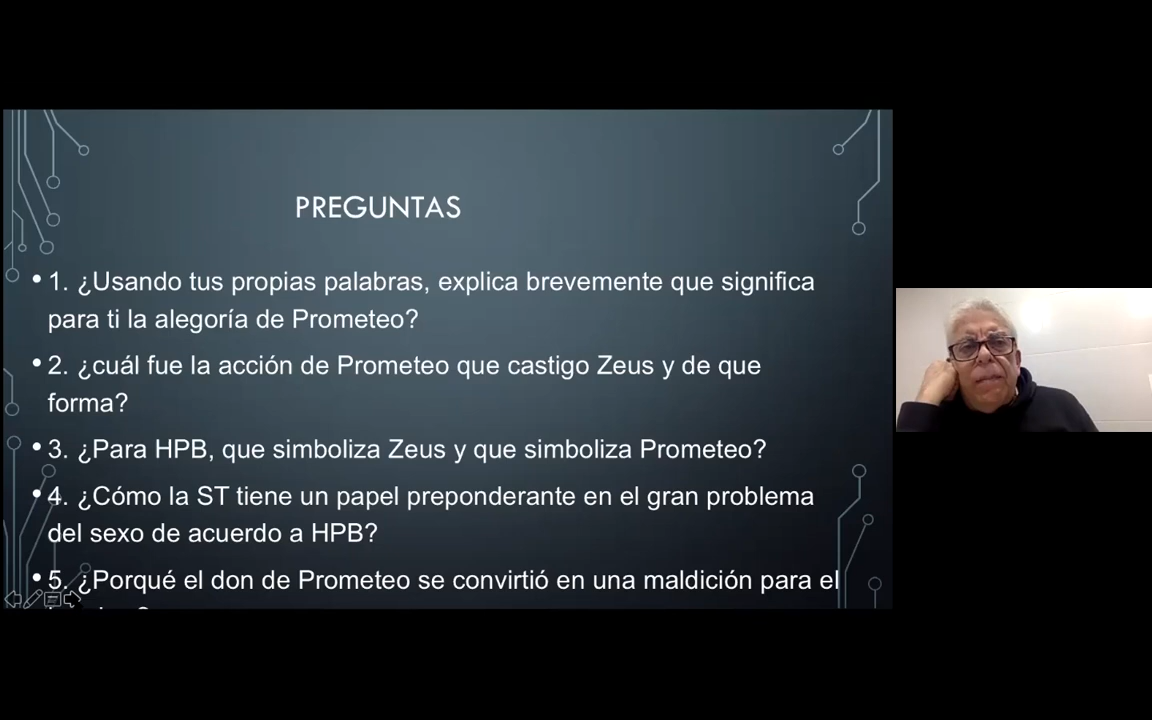 PREGUNTAS
• 1. ¿Usando tus propias palabras, explica brevemente que significa
para ti la alegoría de Prometeo?
• 2. ¿cuál fue la acción de Prometeo que castigo Zeus y de que
forma?
• 3. ¿Para HPB, que simboliza Zeus y que simboliza Prometeo?
• 4. ¿Cómo la ST tiene un papel preponderante en el gran problema
del sexo de acuerdo a HPB?
• 5. ¿Porqué el don de Prometeo se convirtió en una maldición para el